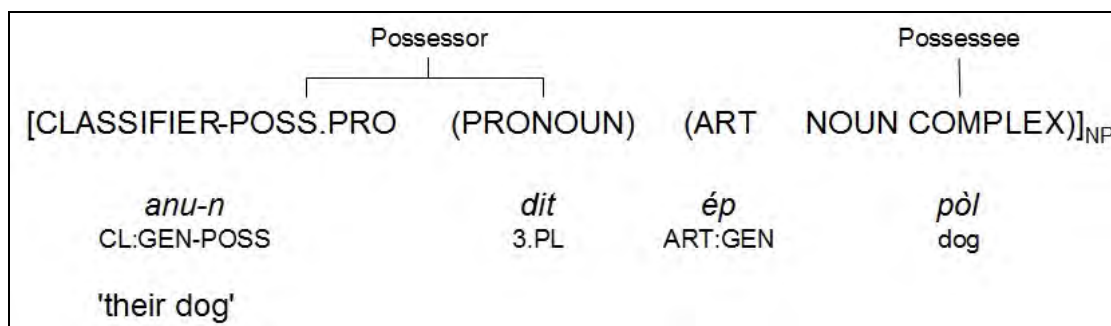 Possessor Possessee
[CLASSIFIER-POSS.PRO (PRONOUN) (ART NOUN COMPLEX)]NP
anu-n dit ép pòl
CL:GEN-POSS 3.PL ART:GEN dog
'their dog'